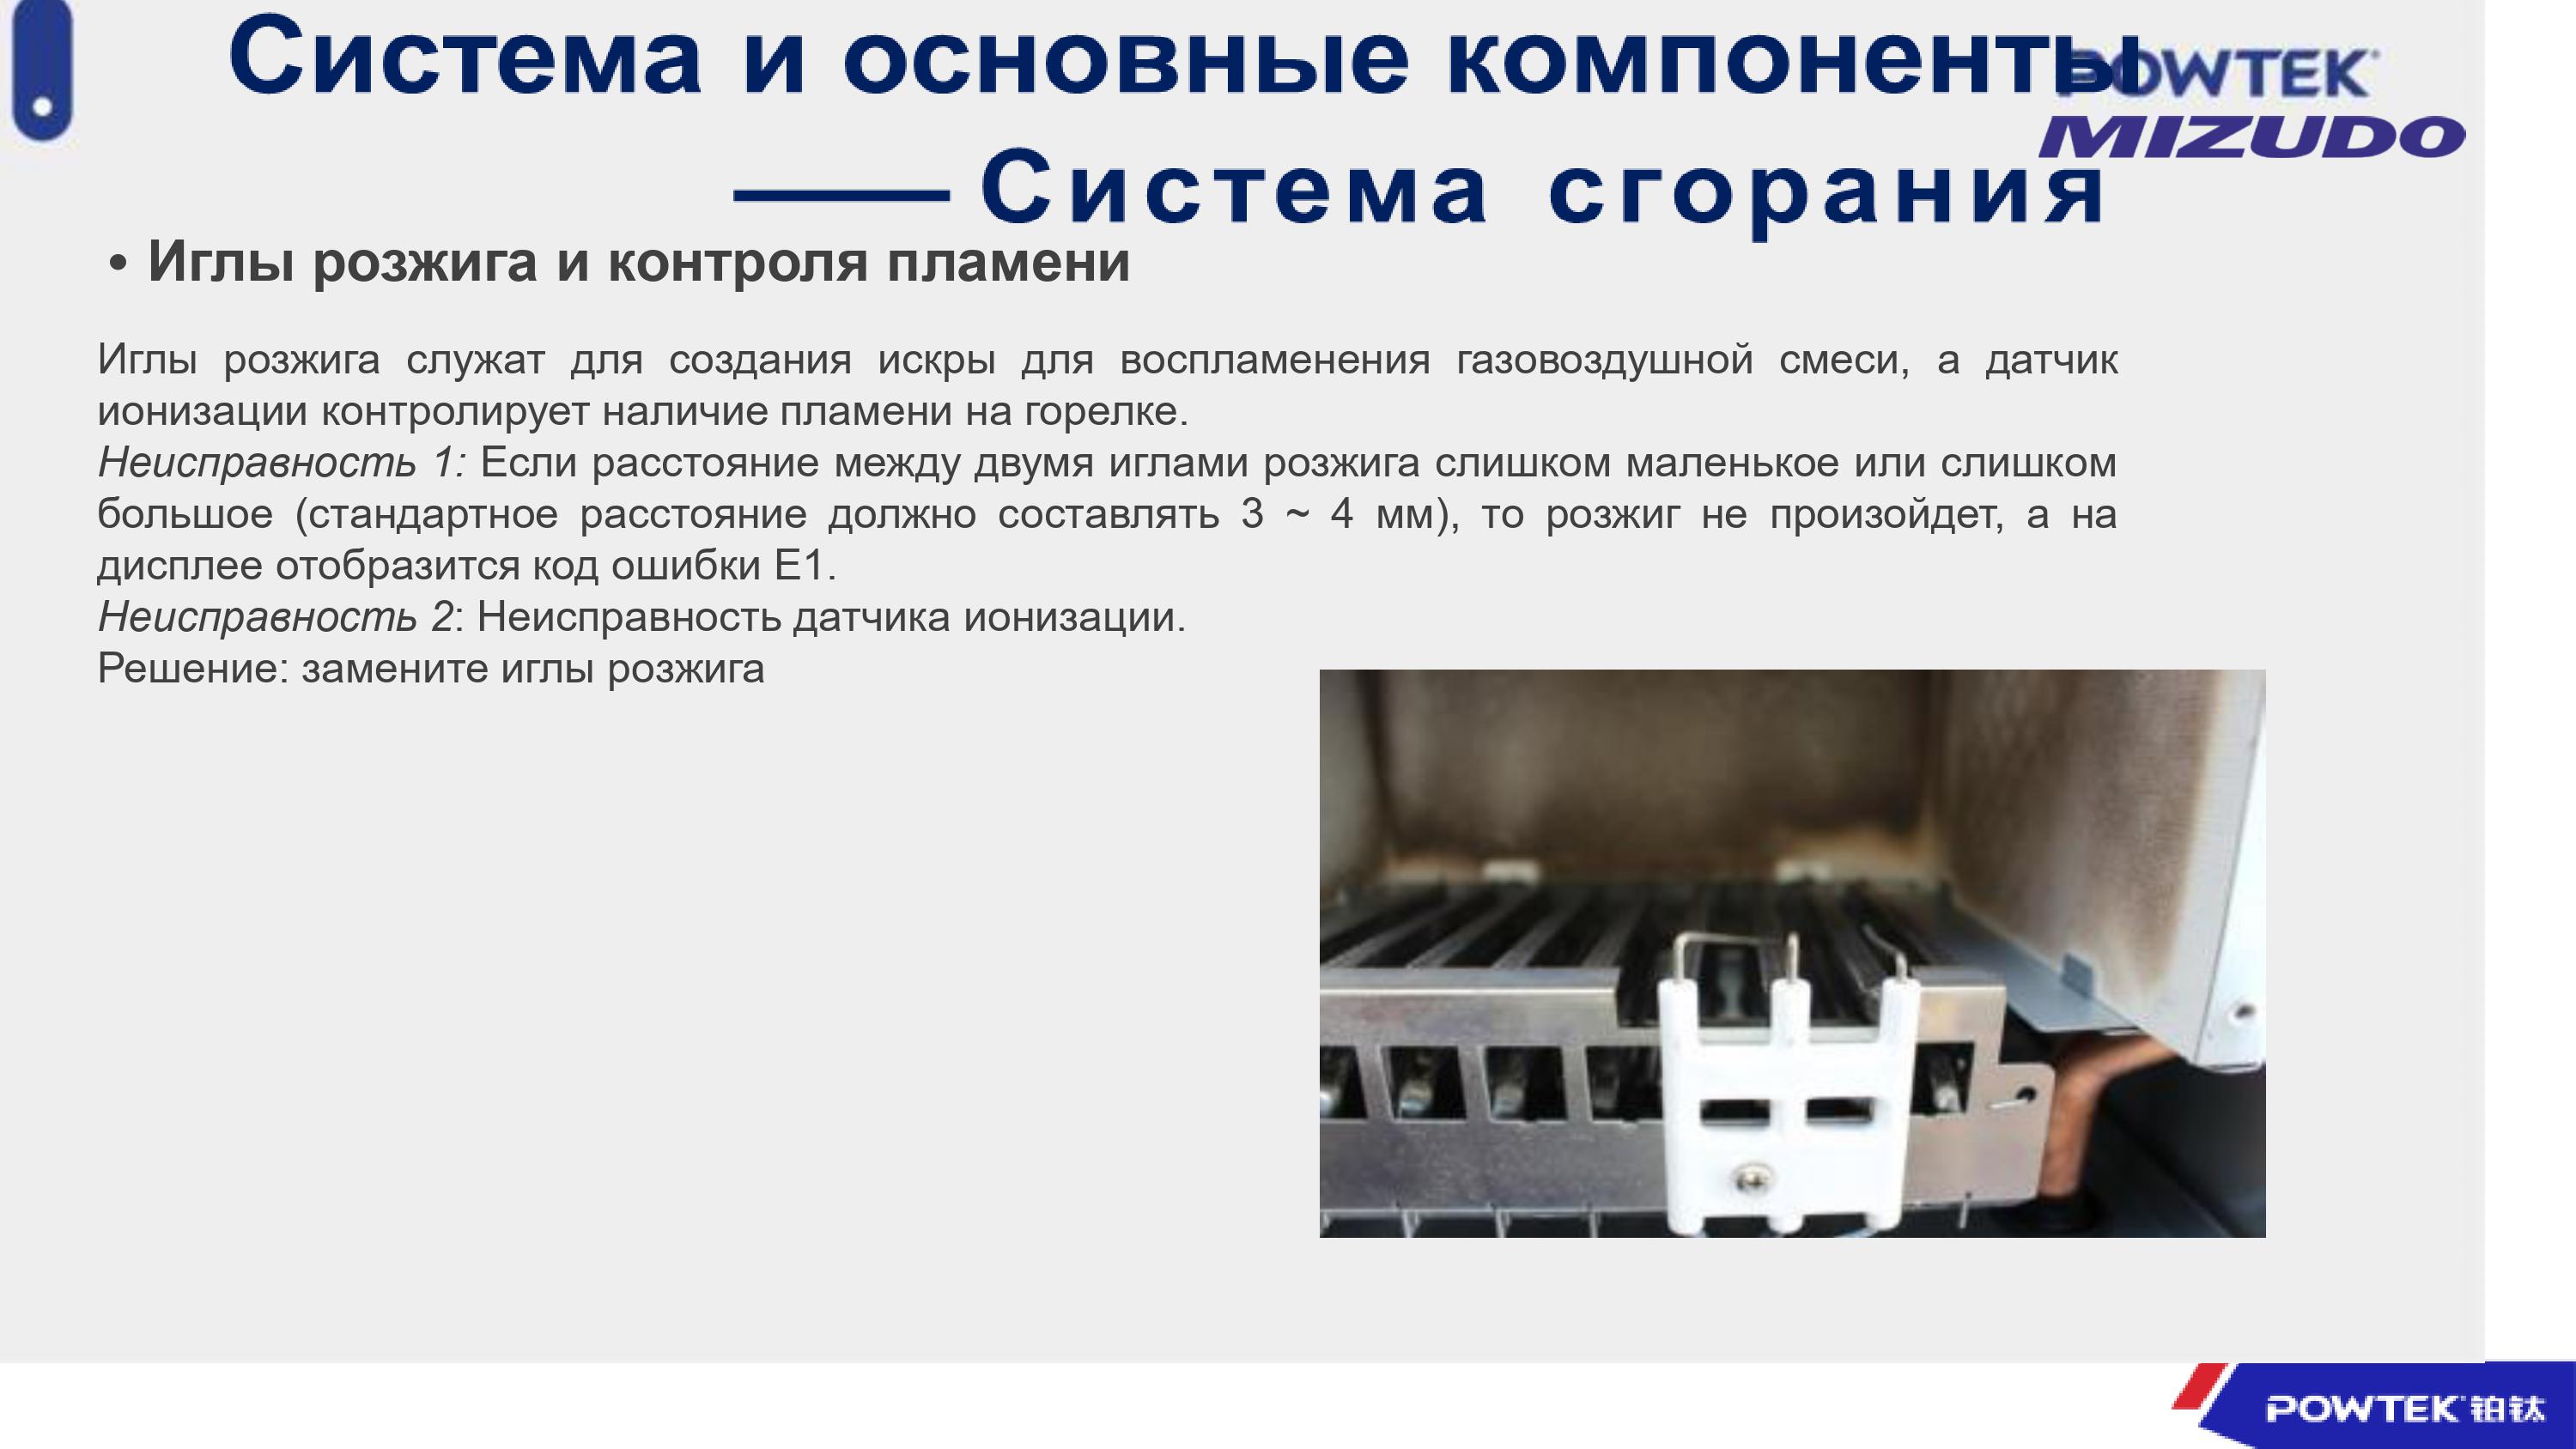 Система и основные компоненты
POWTEK
MIZUDO
—— Система сгорания
• Иглы розжига и контроля пламени
Иглы розжига служат для создания искры для воспламенения газовоздушной смеси, а датчик
ионизации контролирует наличие пламени на горелке.
Неисправность 1: Если расстояние между двумя иглами розжига слишком маленькое или слишком
большое (стандартное расстояние должно составлять 3 ~ 4 мм), то розжиг не произойдет, а на
дисплее отобразится код ошибки E1.
Неисправность 2: Неисправность датчика ионизации.
Решение: замените иглы розжига
POWTEK 铂钛